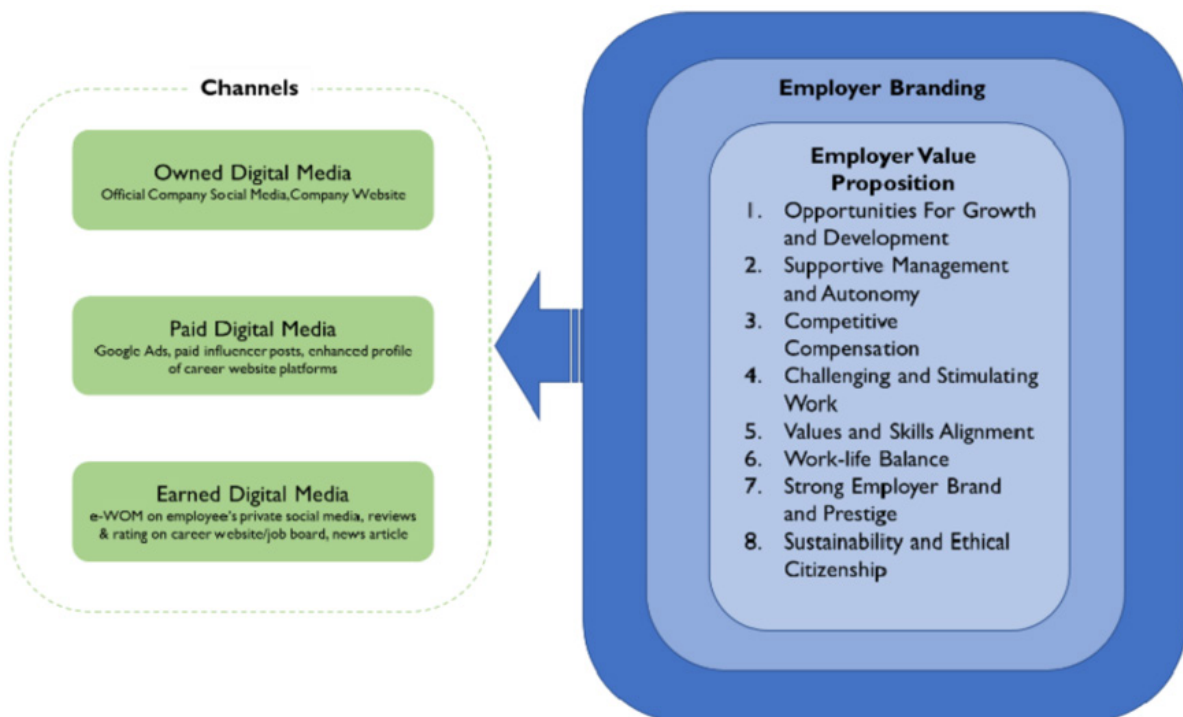 Channels
Owned Digital Media
Official Company Social Media,Company Website
Paid Digital Media
Google Ads, paid influencer posts, enhanced profile
of career website platforms
Earned Digital Media
e-WOM on employee's private social media, reviews
& rating on career website/job board, news article
Employer Branding
Employer Value
Proposition
1. Opportunities For Growth
and Development
2. Supportive Management
and Autonomy
3. Competitive
Compensation
4. Challenging and Stimulating
Work
5. Values and Skills Alignment
6. Work-life Balance
7. Strong Employer Brand
and Prestige
8. Sustainability and Ethical
Citizenship